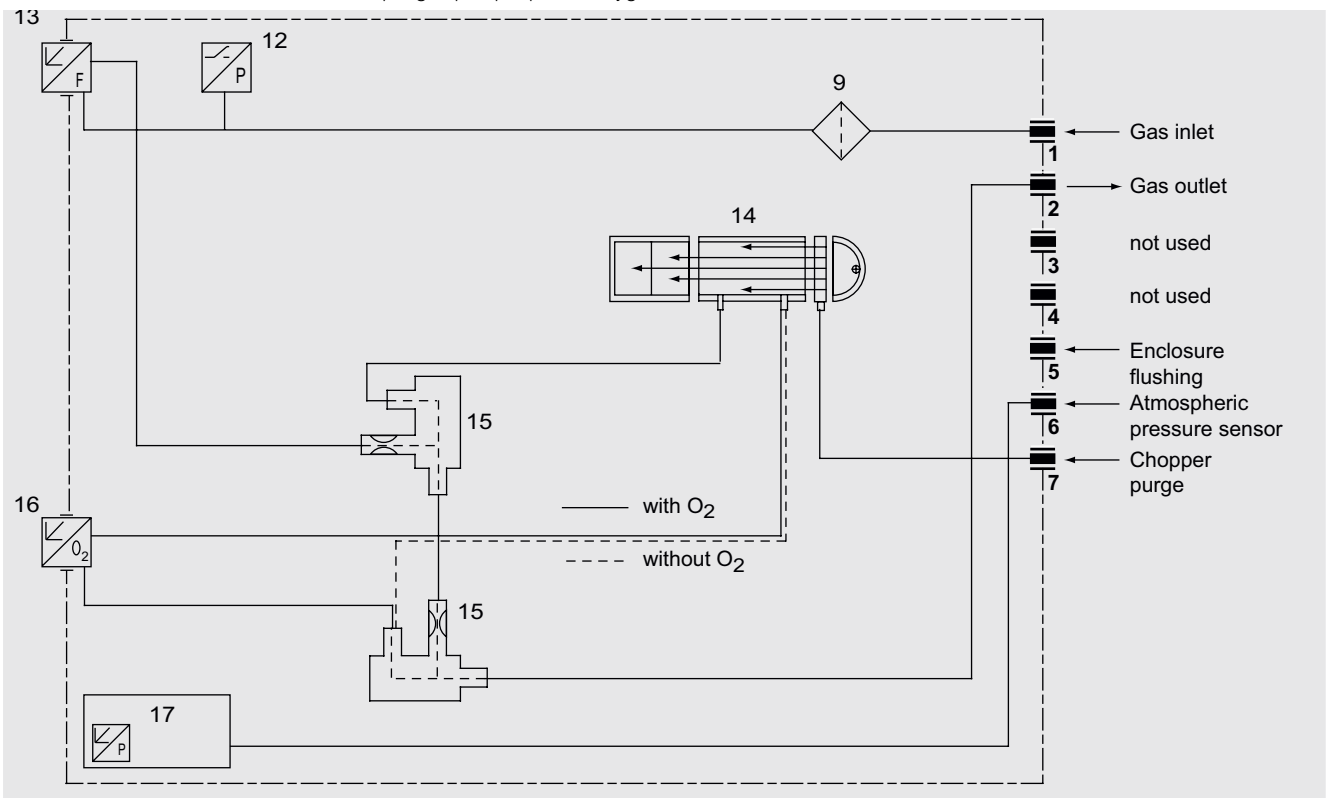 13
12
F
P
9
Gas inlet
1
Gas outlet
2
14
not used
3
not used
4
Enclosure
flushing
5
Atmospheric
pressure sensor
6
15
Chopper
purge
7
16
with O2
O2
without O2
15
17
P